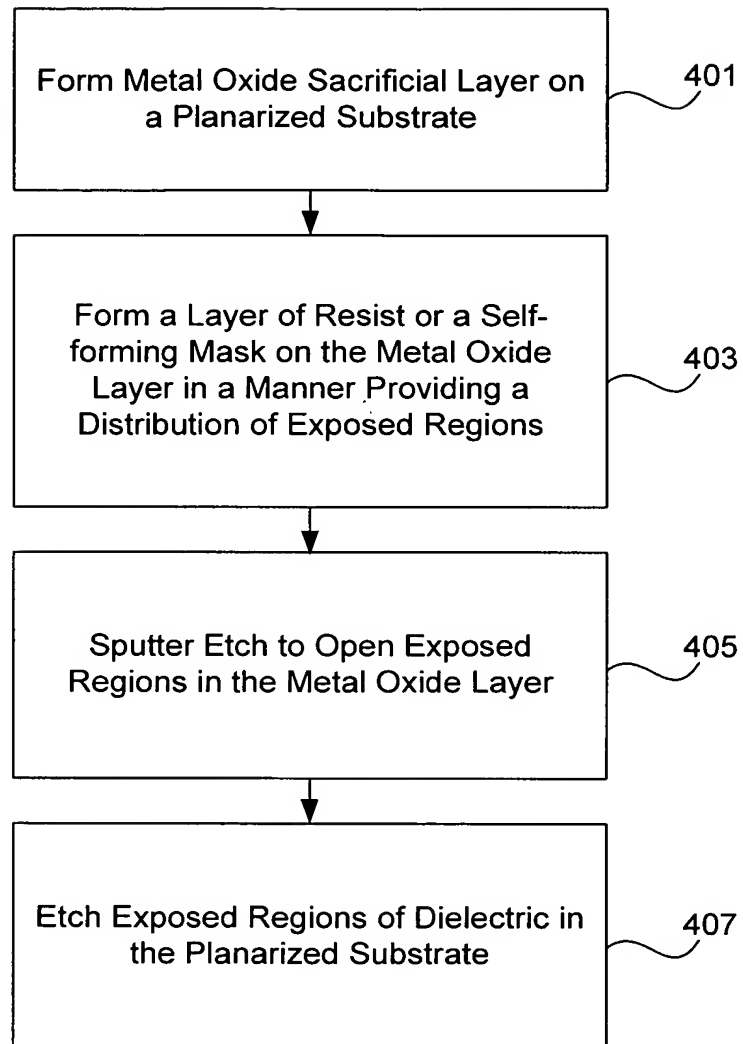 Form Metal Oxide Sacrificial Layer on
a Planarized Substrate
401
Form a Layer of Resist or a Self-
forming Mask on the Metal Oxide
Layer in a Manner Providing a
Distribution of Exposed Regions
403
Sputter Etch to Open Exposed
Regions in the Metal Oxide Layer
405
Etch Exposed Regions of Dielectric in
the Planarized Substrate
407